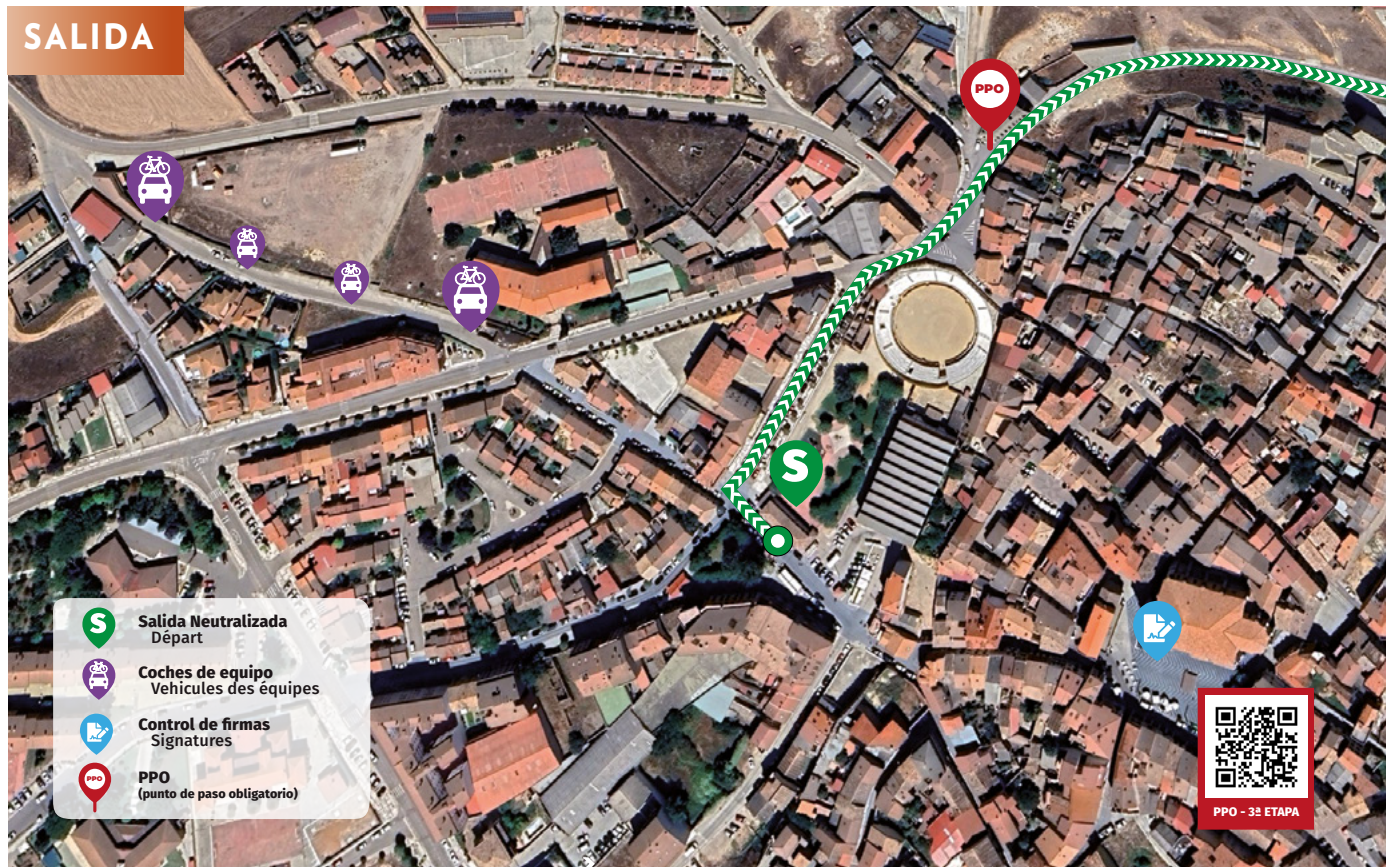 SALIDA
PPO
S
S
Salida Neutralizada
Départ
Coches de equipo
Vehicules des équipes
Control de firmas
Signatures
PPO
PPO
(punto de paso obligatorio)
PPO - 3ª ETAPA